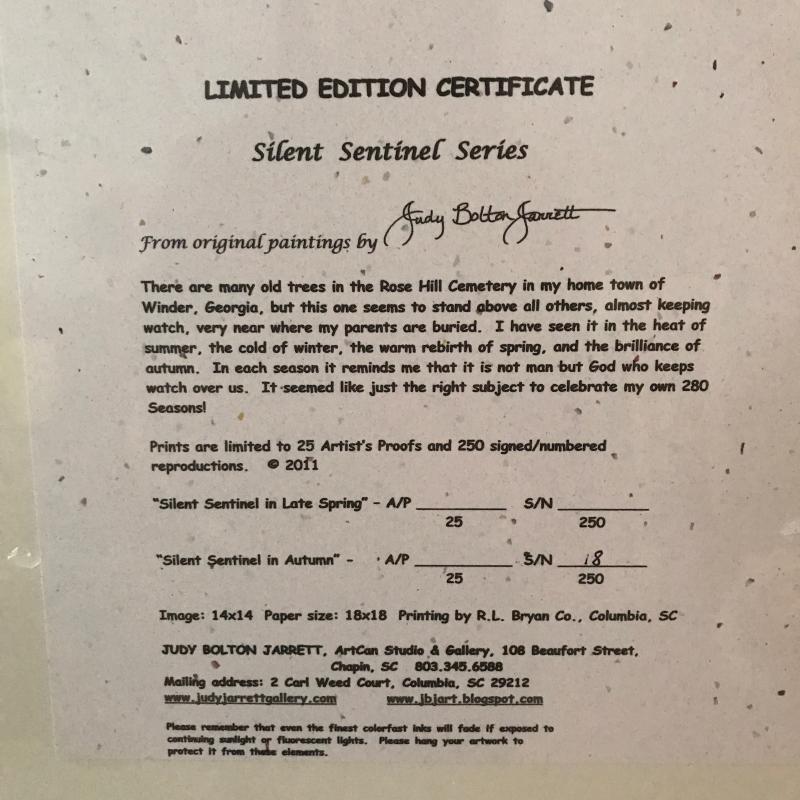 LIMITED EDITION CERTIFICATE
Silent Sentinel Series
From original paintings by Judy Bolton Jarrett
There are many old trees in the Rose Hill Cemetery in my home town of
Winder, Georgia, but this one seems to stand above all others, almost keeping
watch, very near where my parents are buried. I have seen it in the heat of
summer, the cold of winter, the warm rebirth of spring, and the brilliance of
autumn. In each season it reminds me that it is not man but God who keeps
watch over us. It seemed like just the right subject to celebrate my own 280
Seasons!
Prints are limited to 25 Artist's Proofs and 250 signed/numbered
reproductions. © 2011
"Silent Sentinel in Late Spring" - A/P ________ S/N ________
25 250
"Silent Sentinel in Autumn" - A/P ________ S/N 18
25 250
Image: 14x14 Paper size: 18x18 Printing by R.L. Bryan Co., Columbia, SC
JUDY BOLTON JARRETT, ArtCan Studio & Gallery, 108 Beaufort Street,
Chapin, SC 803.345.6588
Mailing address: 2 Carl Weed Court, Columbia, SC 29212
www.judyjarrettgallery.com www.jbjart.blogspot.com
Please remember that even the finest colorfast inks will fade if exposed to
continuing sunlight or fluorescent lights. Please hang your artwork to
protect it from these elements.